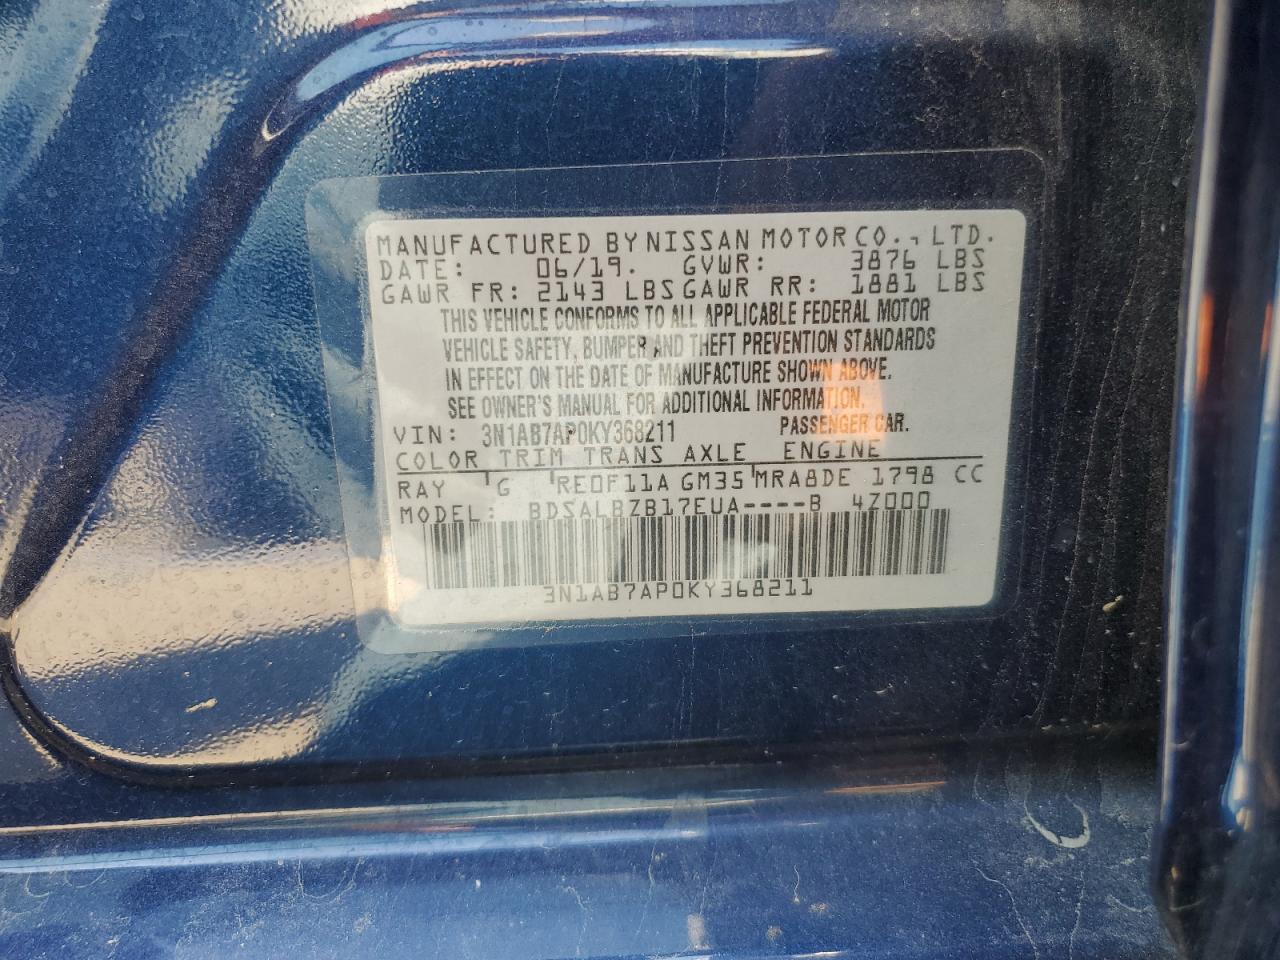 MANUFACTURED BY NISSAN MOTOR CO., LTD.
DATE: 06/19. GVWR: 3876 LBS
GAWR FR: 2143 LBS GAWR RR: 1881 LBS
THIS VEHICLE CONFORMS TO ALL APPLICABLE FEDERAL MOTOR
VEHICLE SAFETY, BUMPER AND THEFT PREVENTION STANDARDS
IN EFFECT ON THE DATE OF MANUFACTURE SHOWN ABOVE.
SEE OWNER'S MANUAL FOR ADDITIONAL INFORMATION.
VIN: 3N1AB7AP0KY368211 PASSENGER CAR.
COLOR TRIM TRANS AXLE ENGINE
RAY G RE0F11A GM35 MRA8DE 1798 CC
MODEL: BDSALBZB17EUA----B 4Z000
3N1AB7AP0KY368211